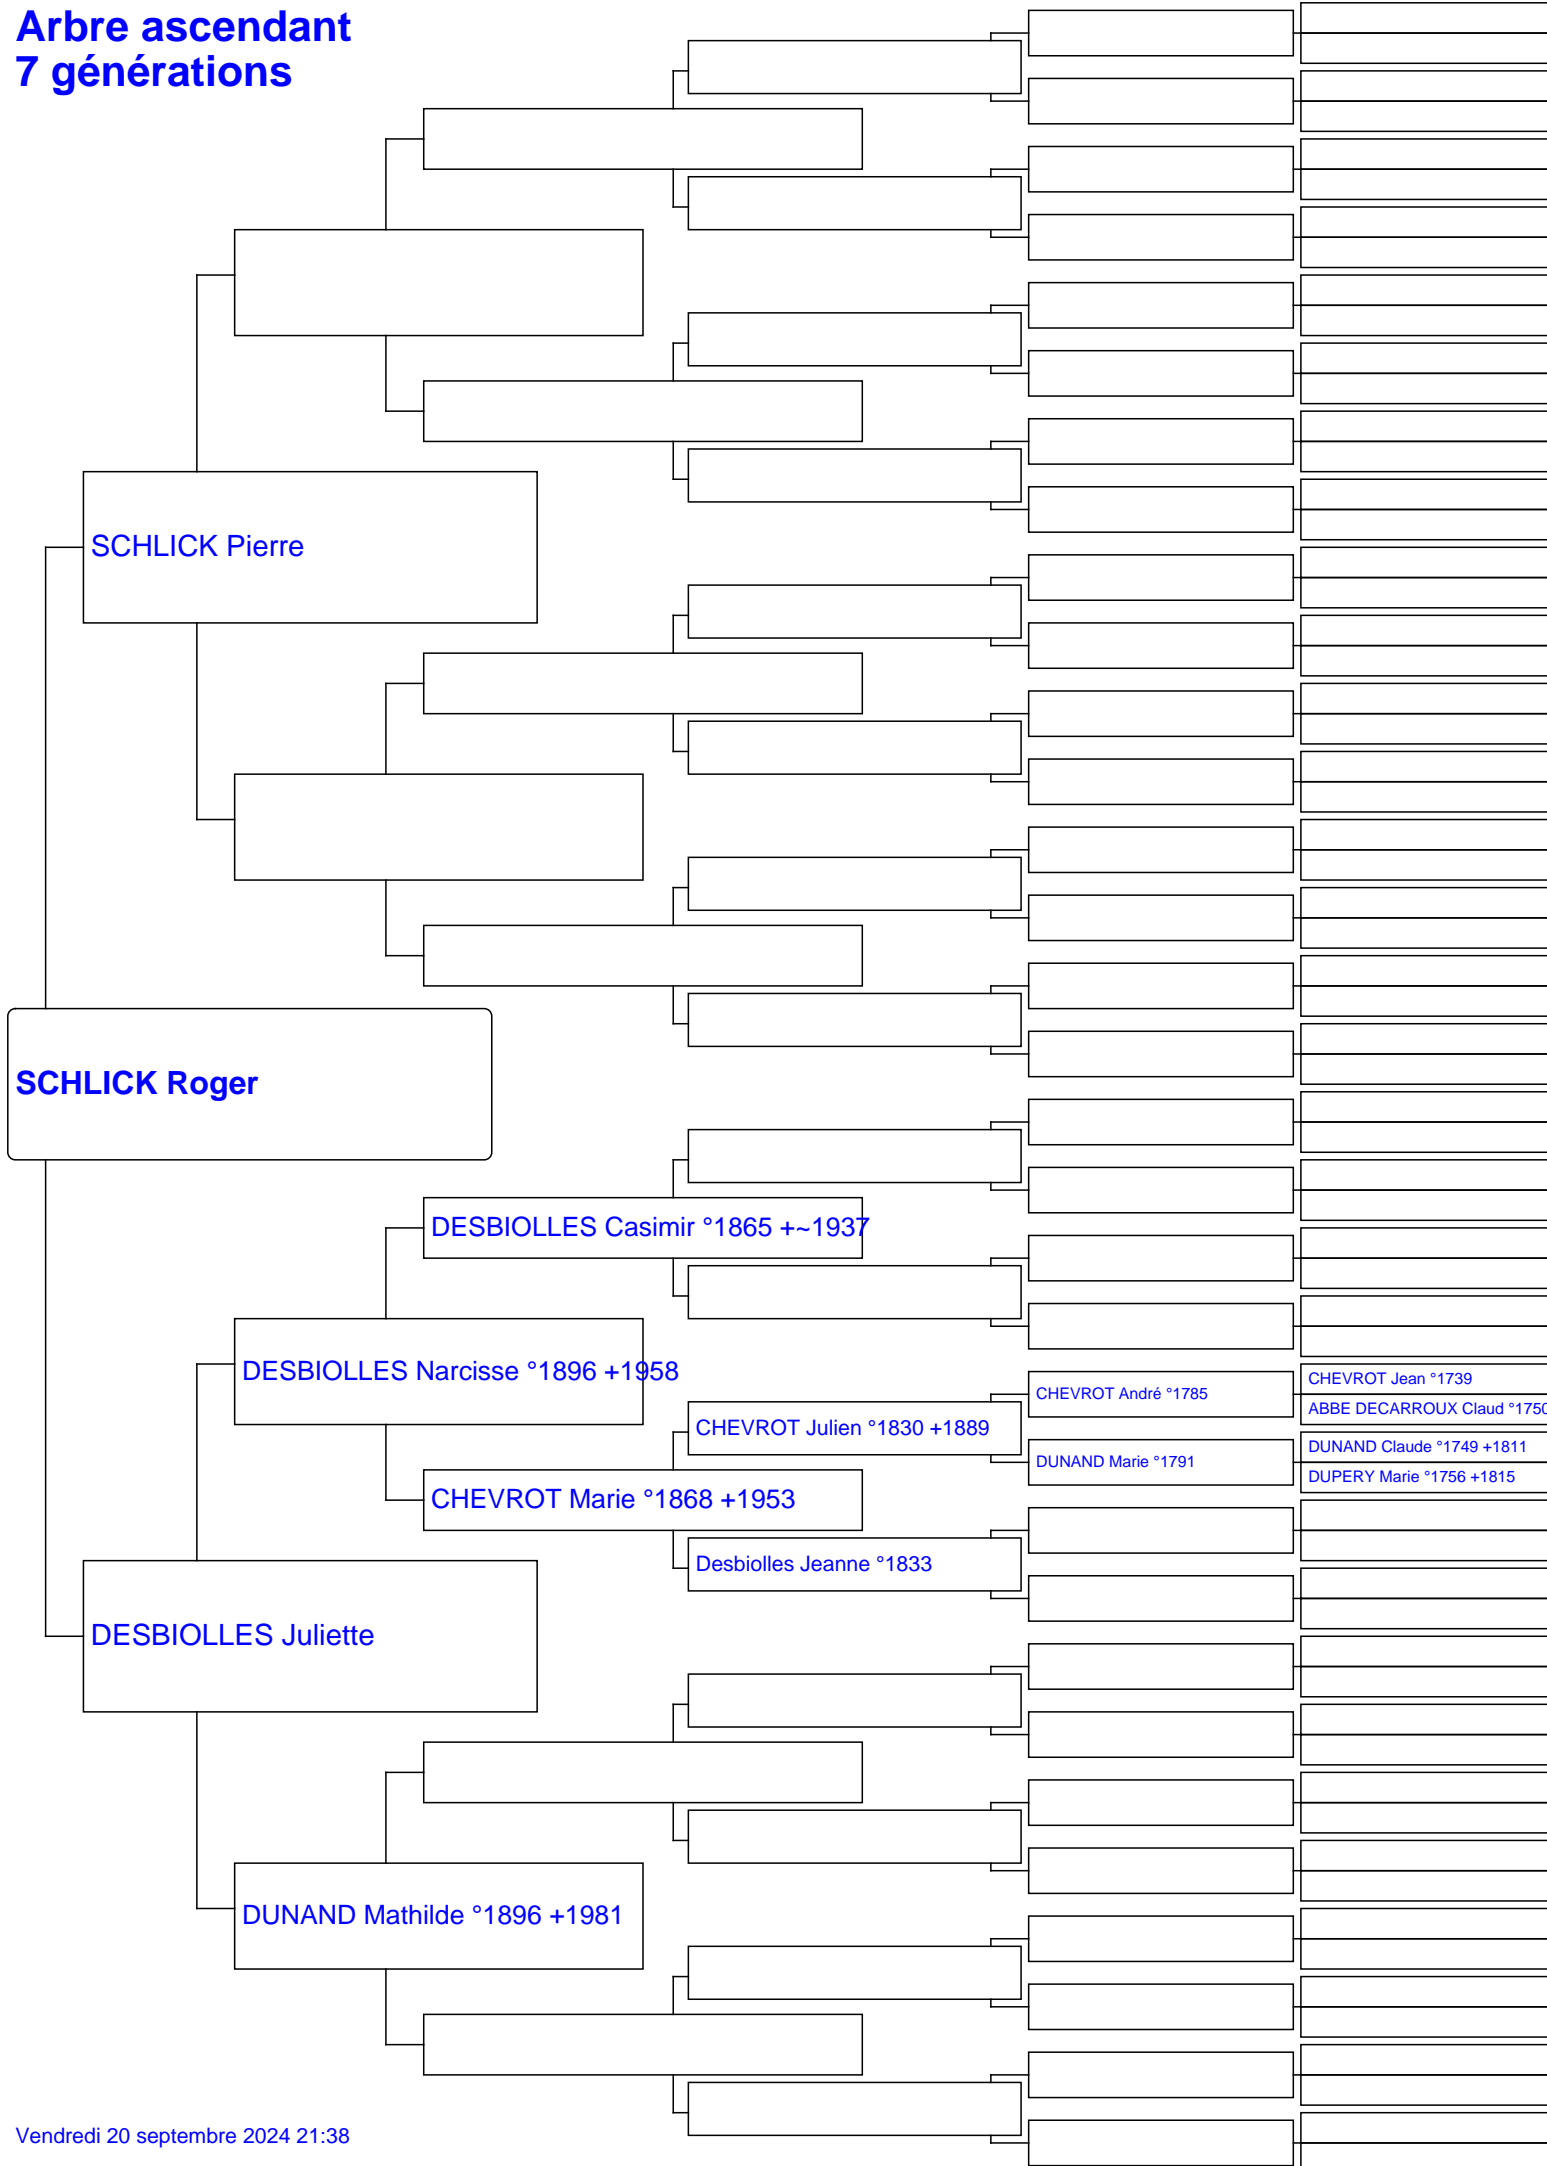 Arbre ascendant
7 générations
SCHLICK Pierre
SCHLICK Roger
DESBIOLLES Casimir °1865 +~1937
DESBIOLLES Narcisse °1896 +1958
CHEVROT Jean °1739
CHEVROT André °1785
ABBE DECARROUX Claud °1750
CHEVROT Julien °1830 +1889
DUNAND Claude °1749 +1811
DUNAND Marie °1791
DUPERY Marie °1756 +1815
CHEVROT Marie °1868 +1953
Desbiolles Jeanne °1833
DESBIOLLES Juliette
DUNAND Mathilde °1896 +1981
Vendredi 20 septembre 2024 21:38